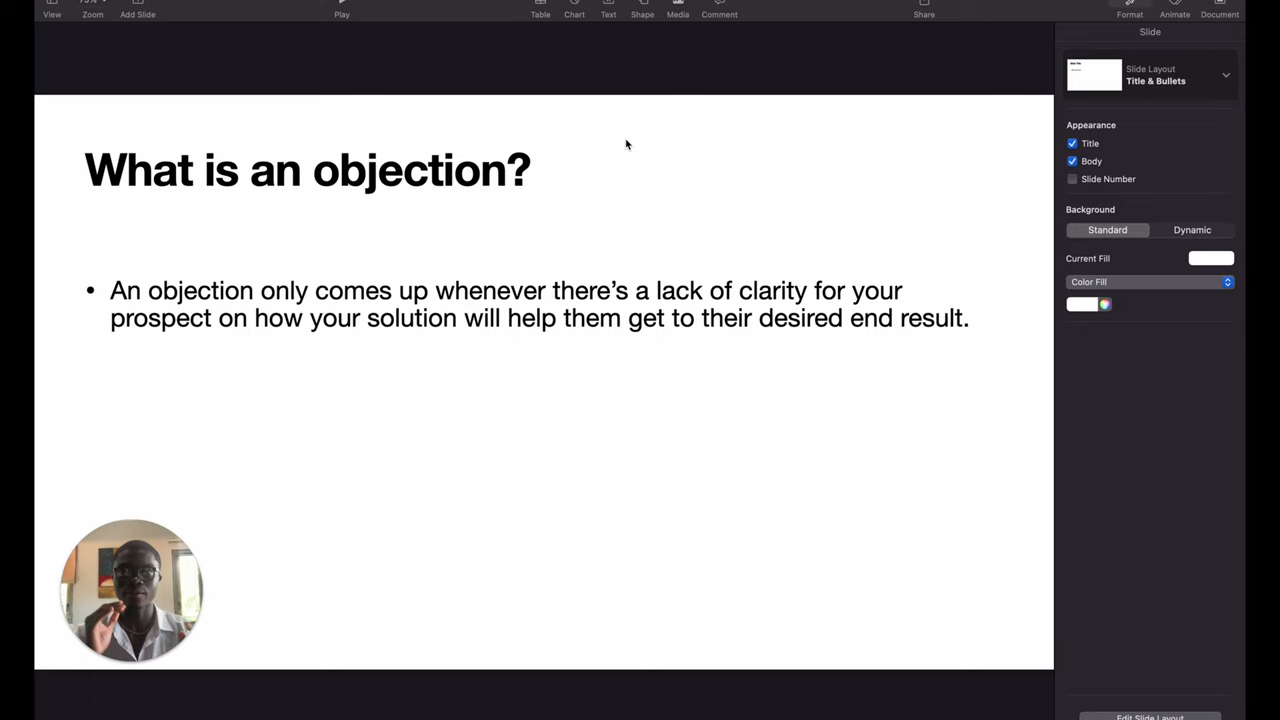 View
Zoom
Add Slide
Play
Table
Chart
Text
Shape
Media
Comment
Share
Format
Animate
Document
Slide
Slide Layout
Title & Bullets
Appearance
Title
Body
Slide Number
Background
Standard
Dynamic
Current Fill
Color Fill
Edit Slide Layout
What is an objection?
• An objection only comes up whenever there’s a lack of clarity for your
prospect on how your solution will help them get to their desired end result.